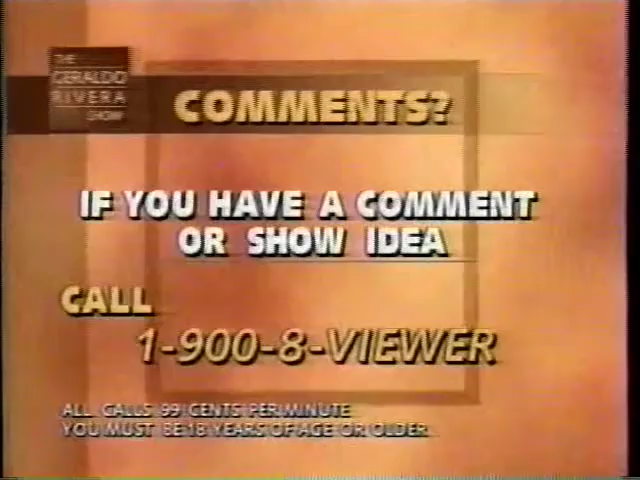 THE
GERALDO
RIVERA
SHOW
COMMENTS?
IF YOU HAVE A COMMENT
OR SHOW IDEA
CALL
1-900-8-VIEWER
ALL CALLS 99 CENTS PER MINUTE
YOU MUST BE 18 YEARS OF AGE OR OLDER